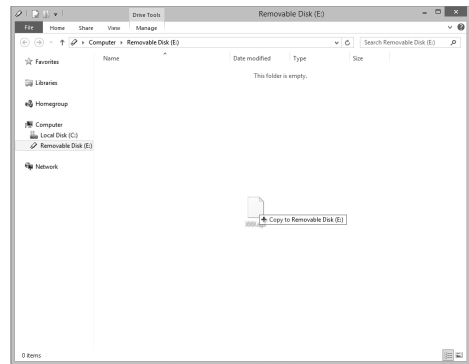 Drive Tools
Removable Disk (E:)
File Home Share View Manage
Computer Removable Disk (E:)
Search Removable Disk (E:)
Name Date modified Type Size
This folder is empty.
Favorites
Libraries
Homegroup
Computer
Local Disk (C:)
Removable Disk (E:)
Network
Copy to Removable Disk (E:)
0 items